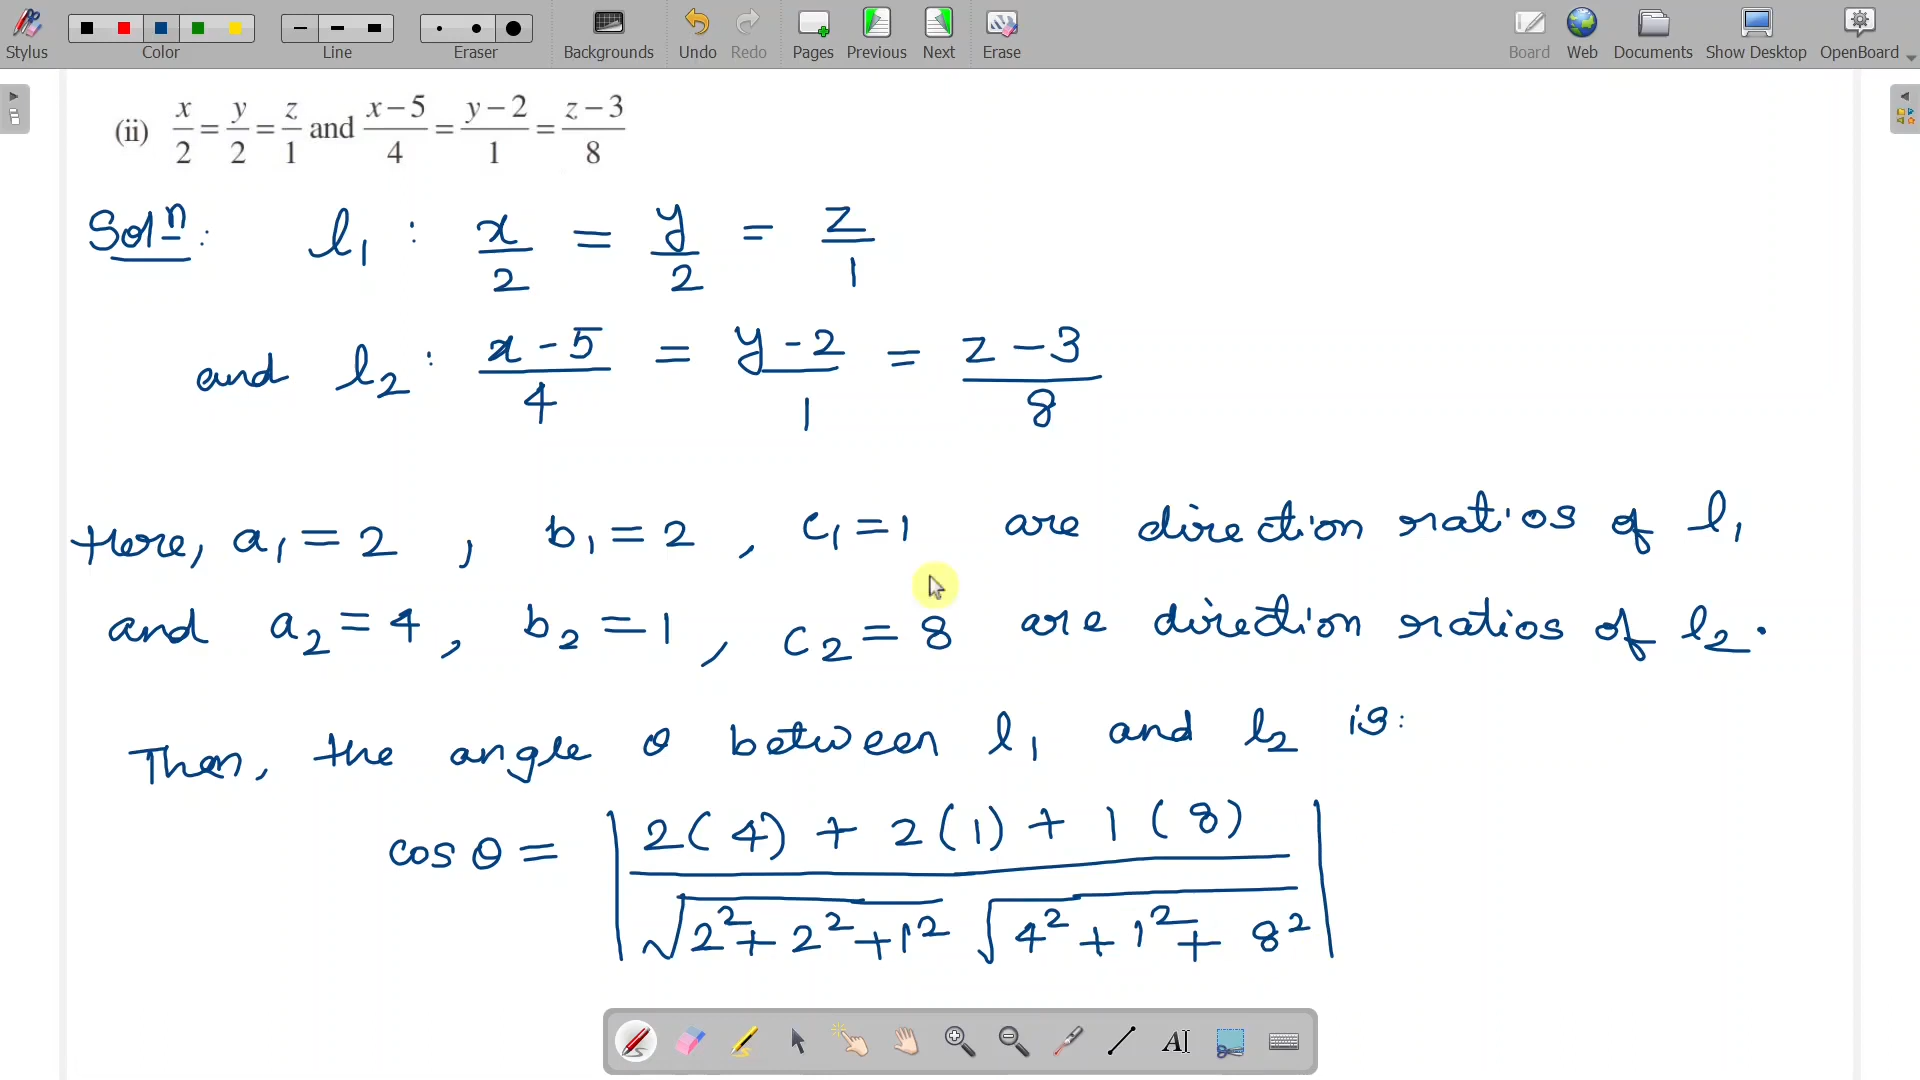 Stylus Color Line Eraser Backgrounds Undo Redo Pages Previous Next Erase Board Web Documents Show Desktop OpenBoard
(ii) x/2 = y/2 = z/1 and x−5/4 = y−2/1 = z−3/8
Solⁿ: l₁ : x/2 = y/2 = z/1
and l₂ : x-5/4 = y-2/1 = z-3/8
Here, a₁ = 2 , b₁ = 2 , c₁ = 1 are direction ratios of l₁
and a₂ = 4 , b₂ = 1 , c₂ = 8 are direction ratios of l₂ .
Then, the angle θ between l₁ and l₂ is:
cos θ = | 2(4) + 2(1) + 1(8) / √(2² + 2² + 1²) √(4² + 1² + 8²) |